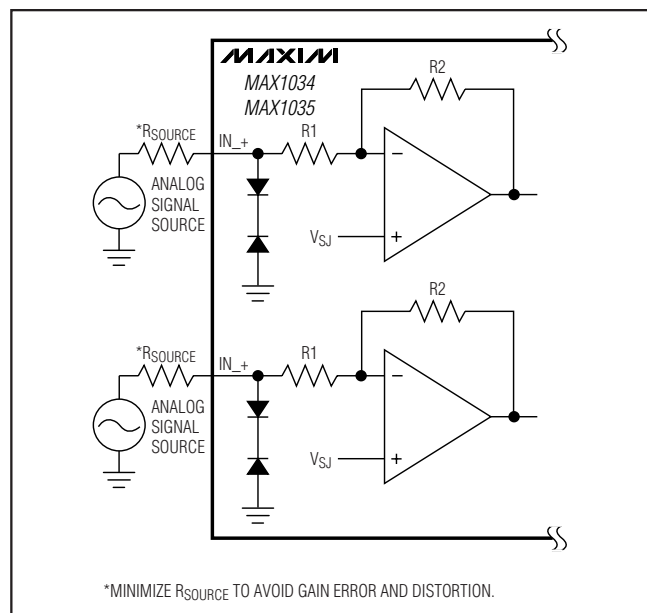 MAXIM
MAX1034
MAX1035
R2
*RSOURCE
IN_+
R1
−
ANALOG
SIGNAL
SOURCE
VSJ
+
R2
*RSOURCE
IN_+
R1
−
ANALOG
SIGNAL
SOURCE
VSJ
+
*MINIMIZE RSOURCE TO AVOID GAIN ERROR AND DISTORTION.